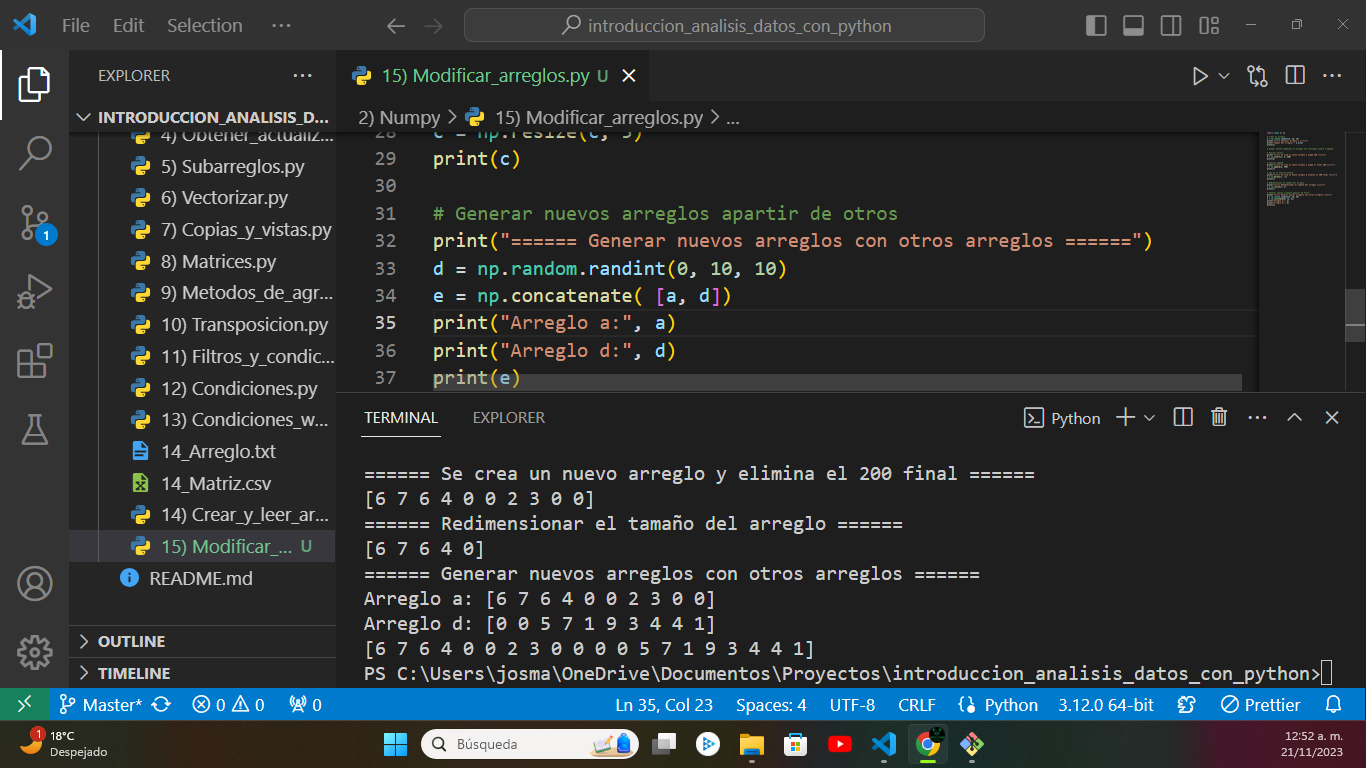 File Edit Selection ···
introduccion_analisis_datos_con_python
EXPLORER
INTRODUCCION_ANALISIS_D...
4) Obtener_actualiz...
5) Subarreglos.py
6) Vectorizar.py
7) Copias_y_vistas.py
8) Matrices.py
9) Metodos_de_agr...
10) Transposicion.py
11) Filtros_y_condic...
12) Condiciones.py
13) Condiciones_w...
14_Arreglo.txt
14_Matriz.csv
14) Crear_y_leer_ar...
15) Modificar_... U
README.md
OUTLINE
TIMELINE
15) Modificar_arreglos.py U
2) Numpy > 15) Modificar_arreglos.py > ...
28 c = np.resize(c, 5)
29 print(c)
30
31 # Generar nuevos arreglos apartir de otros
32 print("====== Generar nuevos arreglos con otros arreglos ======")
33 d = np.random.randint(0, 10, 10)
34 e = np.concatenate( [a, d])
35 print("Arreglo a:", a)
36 print("Arreglo d:", d)
37 print(e)
TERMINAL EXPLORER
Python
====== Se crea un nuevo arreglo y elimina el 200 final ======
[6 7 6 4 0 0 2 3 0 0]
====== Redimensionar el tamaño del arreglo ======
[6 7 6 4 0]
====== Generar nuevos arreglos con otros arreglos ======
Arreglo a: [6 7 6 4 0 0 2 3 0 0]
Arreglo d: [0 0 5 7 1 9 3 4 4 1]
[6 7 6 4 0 0 2 3 0 0 0 0 5 7 1 9 3 4 4 1]
PS C:\Users\josma\OneDrive\Documentos\Proyectos\introduccion_analisis_datos_con_python>
1
Master* 0 0 0 Ln 35, Col 23 Spaces: 4 UTF-8 CRLF Python 3.12.0 64-bit Prettier
1
18°C
Despejado
Búsqueda
12:52 a. m.
21/11/2023